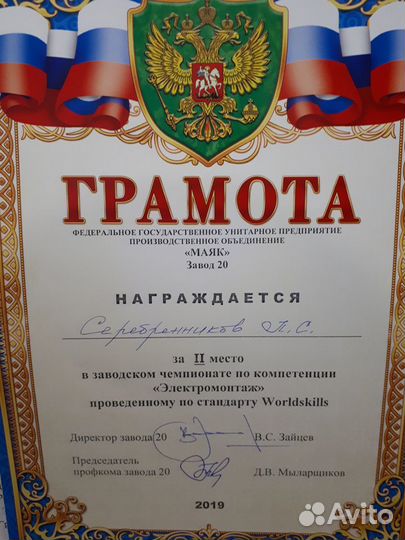 ГРАМОТА
ФЕДЕРАЛЬНОЕ ГОСУДАРСТВЕННОЕ УНИТАРНОЕ ПРЕДПРИЯТИЕ
ПРОИЗВОДСТВЕННОЕ ОБЪЕДИНЕНИЕ
«МАЯК»
Завод 20
НАГРАЖДАЕТСЯ
Серебренников П.С.
за II место
в заводском чемпионате по компетенции
«Электромонтаж»
проведенному по стандарту Worldskills
Директор завода 20 В.С. Зайцев
Председатель
профкома завода 20 Д.В. Мыларщиков
2019
Avito